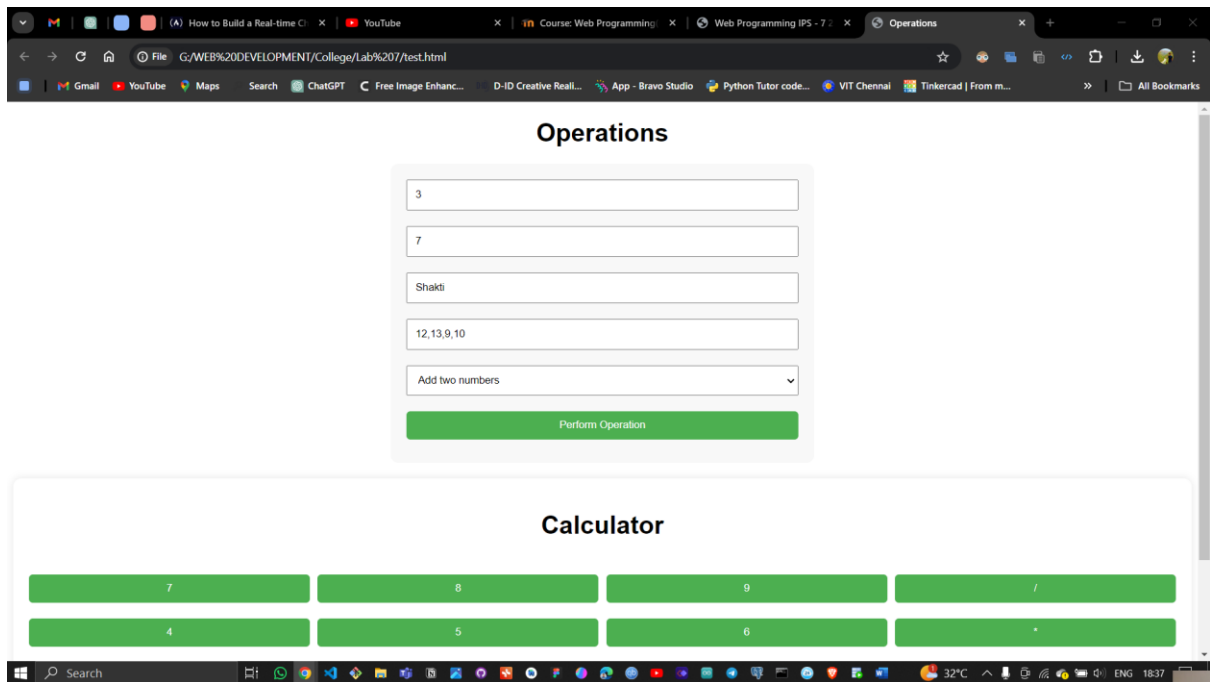 (A) How to Build a Real-time Ch YouTube Course: Web Programming Web Programming IPS - 7 2 Operations
File G:/WEB%20DEVELOPMENT/College/Lab%207/test.html
Gmail YouTube Maps Search ChatGPT Free Image Enhanc... D-ID Creative Reali... App - Bravo Studio Python Tutor code... VIT Chennai Tinkercad | From m... » All Bookmarks
Operations
3
7
Shakti
12,13,9,10
Add two numbers
Perform Operation
Calculator
7 8 9 /
4 5 6 *
Search 32°C ENG 18:37